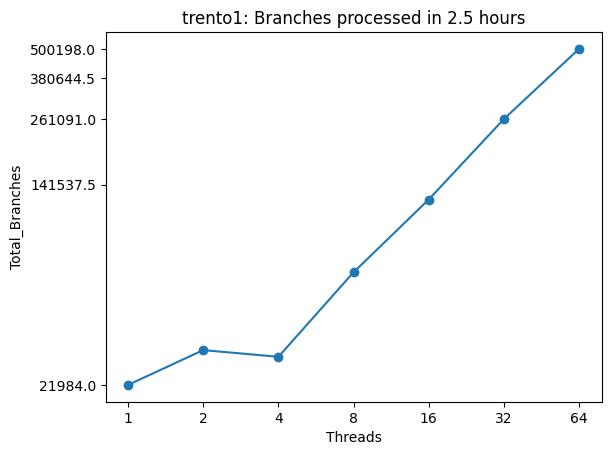 trento1: Branches processed in 2.5 hours
500198.0
380644.5
261091.0
141537.5
21984.0
Total_Branches
1 2 4 8 16 32 64
Threads